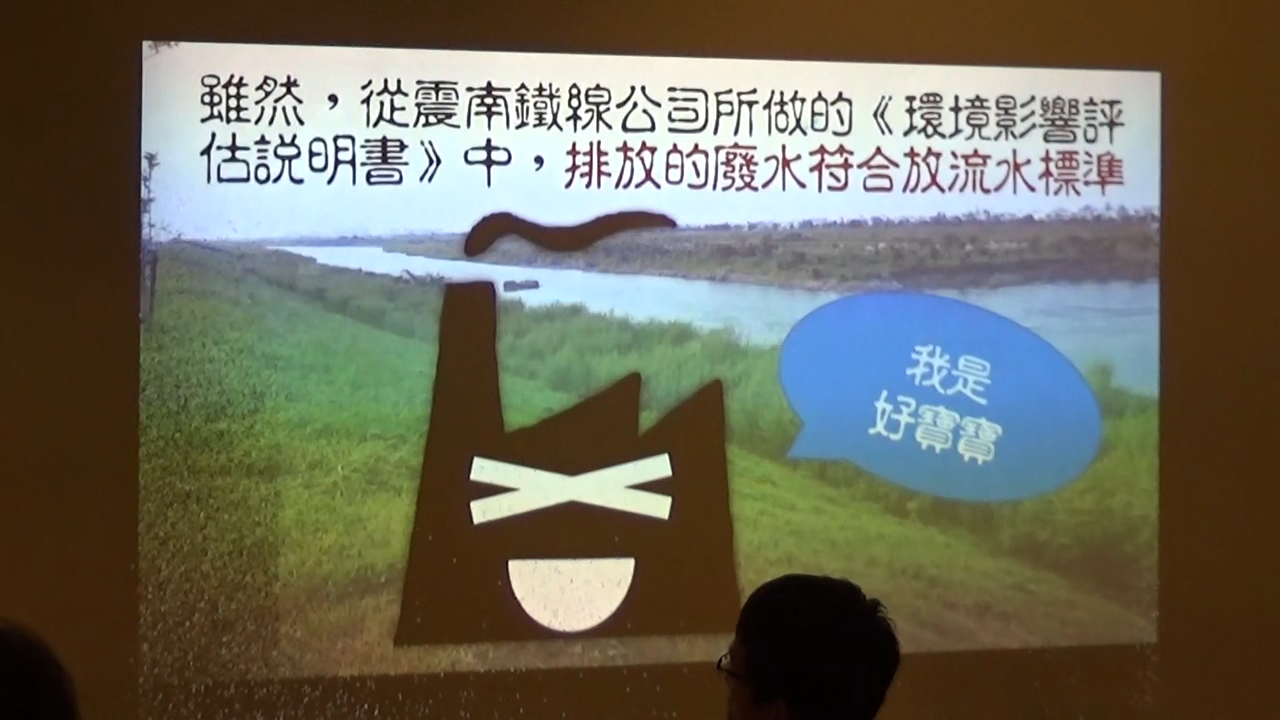 雖然，從震南鐵線公司所做的《環境影響評
估說明書》中，排放的廢水符合放流水標準
我是
好寶寶